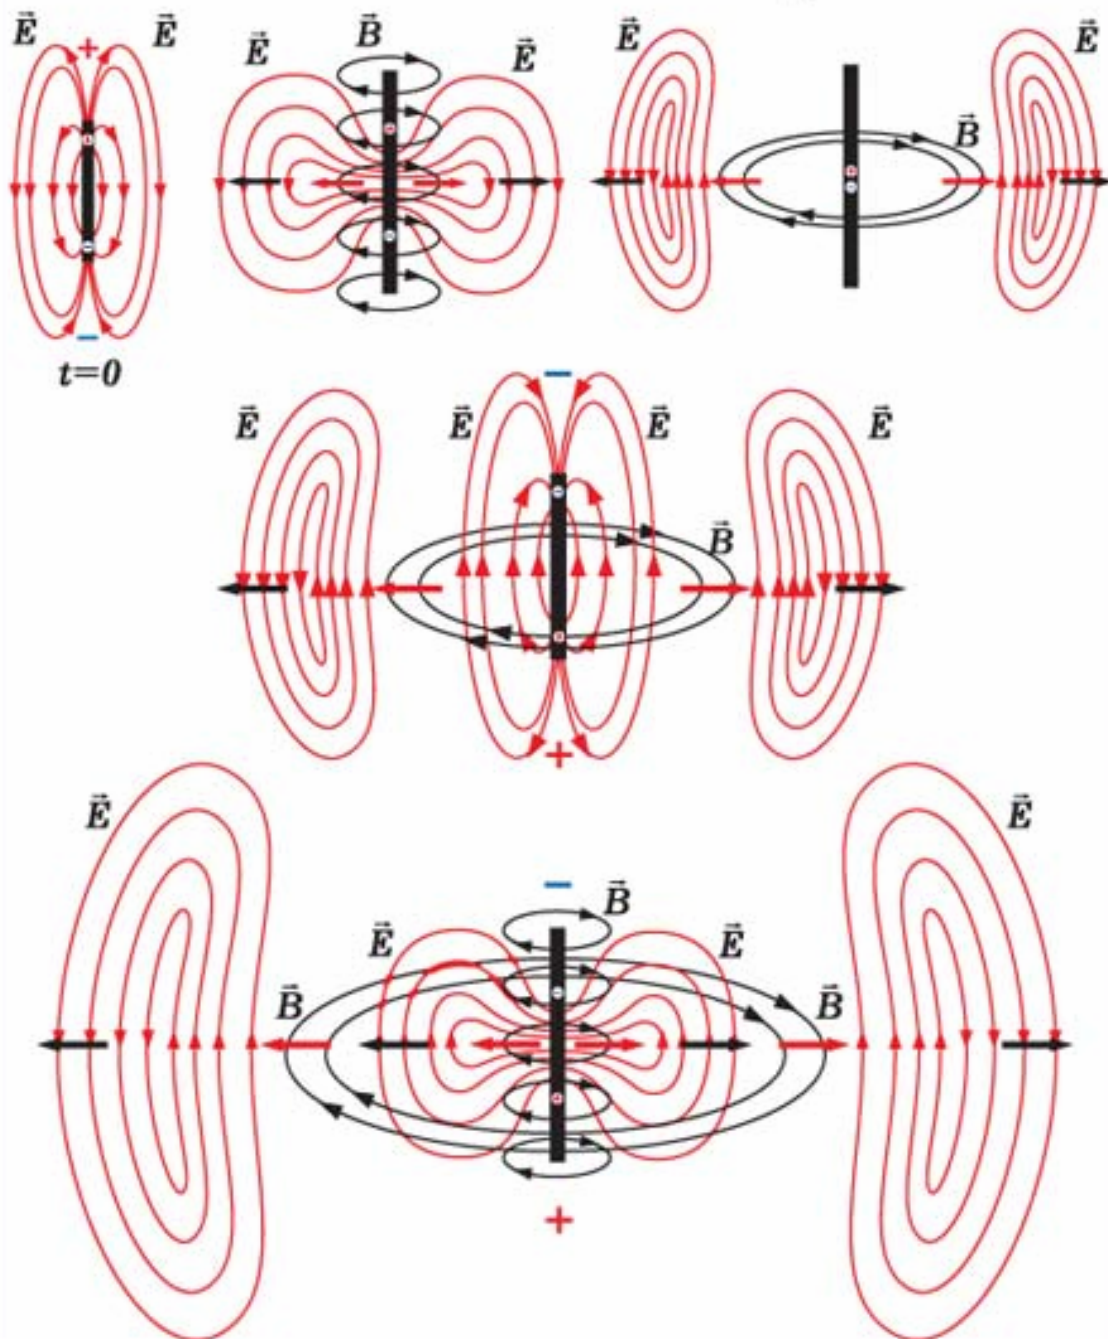 E⃗ + E⃗
−
t=0
E⃗ B⃗ E⃗
+
−
E⃗ E⃗
B⃗
+
−
−
E⃗ E⃗ E⃗ E⃗
−
B⃗
+
+
E⃗ E⃗
−
B⃗
E⃗ E⃗
B⃗ − B⃗
+
+